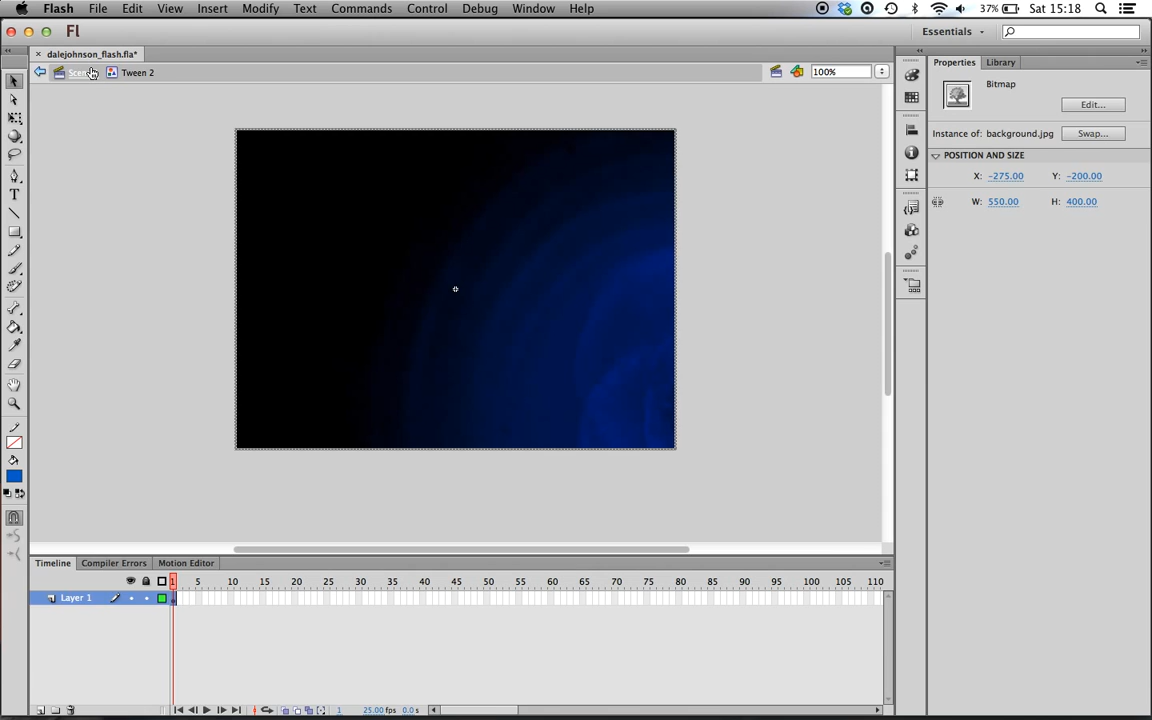 Flash File Edit View Insert Modify Text Commands Control Debug Window Help 37% Sat 15:18
Fl Essentials
dalejohnson_flash.fla*
Tween 2 100%
Properties Library
Bitmap
Edit...
Instance of: background.jpg Swap...
POSITION AND SIZE
X: -275.00 Y: -200.00
W: 550.00 H: 400.00
Timeline Compiler Errors Motion Editor
1 5 10 15 20 25 30 35 40 45 50 55 60 65 70 75 80 85 90 95 100 105 110
Layer 1
1 25.00 fps 0.0 s